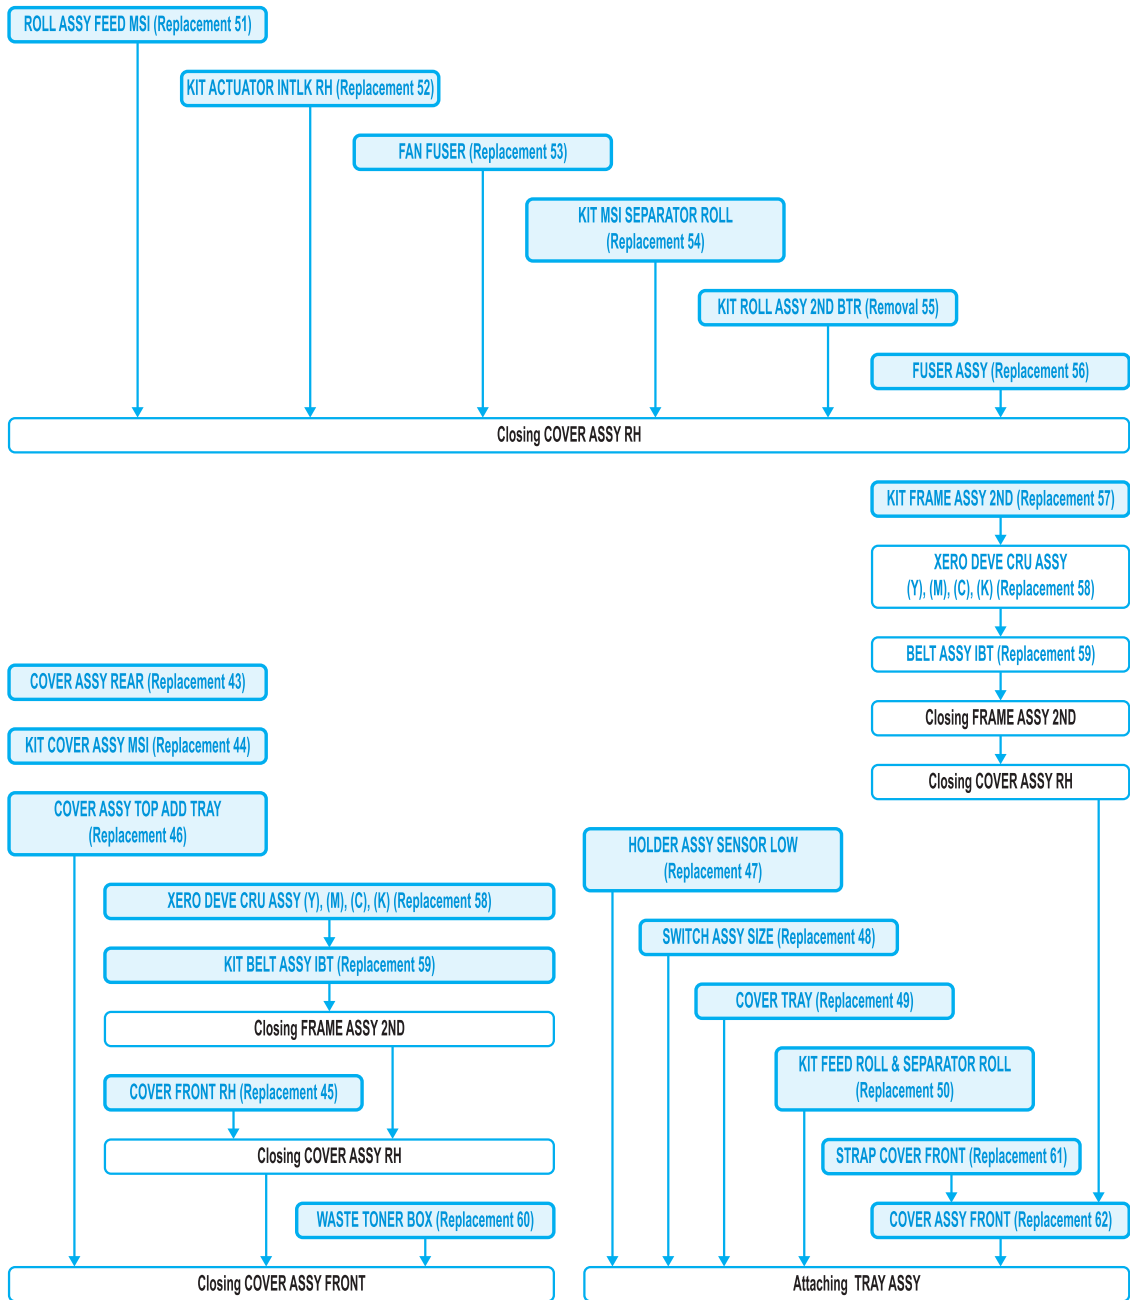 ROLL ASSY FEED MSI (Replacement 51)
KIT ACTUATOR INTLK RH (Replacement 52)
FAN FUSER (Replacement 53)
KIT MSI SEPARATOR ROLL
(Replacement 54)
KIT ROLL ASSY 2ND BTR (Removal 55)
FUSER ASSY (Replacement 56)
Closing COVER ASSY RH
KIT FRAME ASSY 2ND (Replacement 57)
XERO DEVE CRU ASSY
(Y), (M), (C), (K) (Replacement 58)
BELT ASSY IBT (Replacement 59)
Closing FRAME ASSY 2ND
Closing COVER ASSY RH
COVER ASSY REAR (Replacement 43)
KIT COVER ASSY MSI (Replacement 44)
COVER ASSY TOP ADD TRAY
(Replacement 46)
XERO DEVE CRU ASSY (Y), (M), (C), (K) (Replacement 58)
KIT BELT ASSY IBT (Replacement 59)
Closing FRAME ASSY 2ND
COVER FRONT RH (Replacement 45)
Closing COVER ASSY RH
WASTE TONER BOX (Replacement 60)
Closing COVER ASSY FRONT
HOLDER ASSY SENSOR LOW
(Replacement 47)
SWITCH ASSY SIZE (Replacement 48)
COVER TRAY (Replacement 49)
KIT FEED ROLL & SEPARATOR ROLL
(Replacement 50)
STRAP COVER FRONT (Replacement 61)
COVER ASSY FRONT (Replacement 62)
Attaching TRAY ASSY